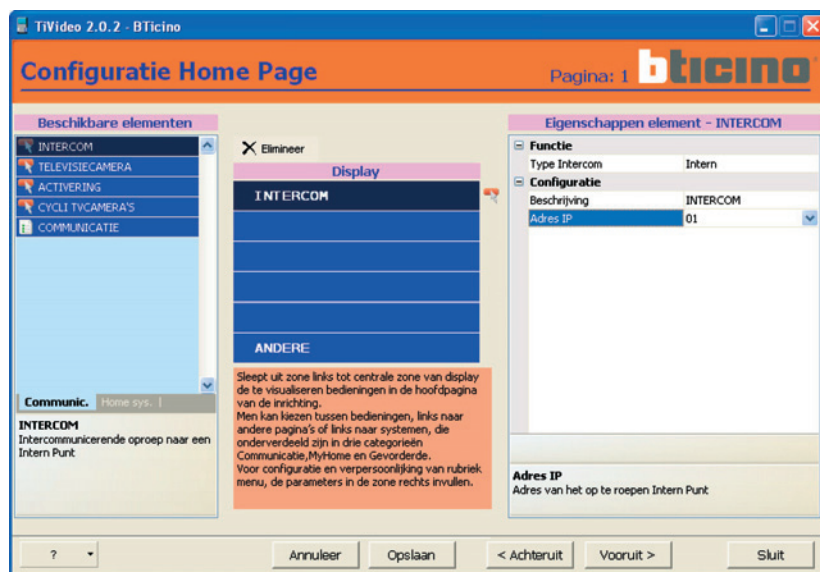 TiVideo 2.0.2 - BTicino
Configuratie Home Page
Pagina: 1
bticino
Beschikbare elementen
INTERCOM
TELEVISIECAMERA
ACTIVERING
CYCLI TVCAMERA'S
COMMUNICATIE
Communic.
Home sys.
INTERCOM
Intercommunicerende oproep naar een
Intern Punt
Elimineer
Display
INTERCOM
ANDERE
Sleept uit zone links tot centrale zone van display
de te visualiseren bedieningen in de hoofdpagina
van de inrichting.
Men kan kiezen tussen bedieningen, links naar
andere pagina's of links naar systemen, die
onderverdeeld zijn in drie categorieën
Communicatie,MyHome en Gevorderde.
Voor configuratie en verpersoonlijking van rubriek
menu, de parameters in de zone rechts invullen.
Eigenschappen element - INTERCOM
Functie
Type Intercom Intern
Configuratie
Beschrijving INTERCOM
Adres IP 01
Adres IP
Adres van het op te roepen Intern Punt
?
Annuleer
Opslaan
< Achteruit
Vooruit >
Sluit